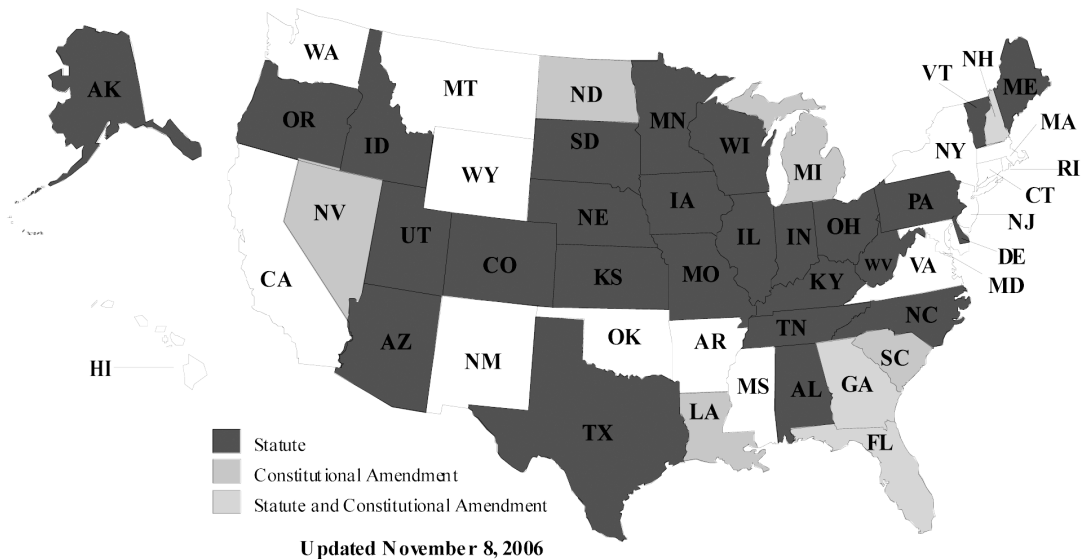 WA
AK
MT
ND
MN
OR
ID
SD
WI
MI
WY
VT
NH
ME
MA
NY
RI
CT
NJ
PA
DE
MD
NV
UT
CO
NE
IA
IL
IN
OH
WV
VA
KY
KS
MO
CA
AZ
NM
OK
AR
TN
NC
SC
MS
AL
GA
HI
LA
TX
FL
Statute
Constitutional Amendment
Statute and Constitutional Amendment
Updated November 8, 2006